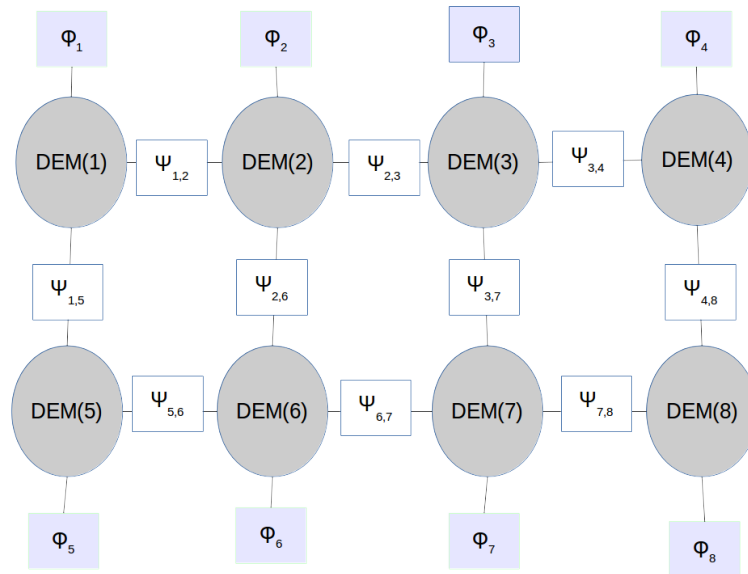 Φ1 Φ2 Φ3 Φ4
DEM(1) Ψ1,2 DEM(2) Ψ2,3 DEM(3) Ψ3,4 DEM(4)
Ψ1,5 Ψ2,6 Ψ3,7 Ψ4,8
DEM(5) Ψ5,6 DEM(6) Ψ6,7 DEM(7) Ψ7,8 DEM(8)
Φ5 Φ6 Φ7 Φ8